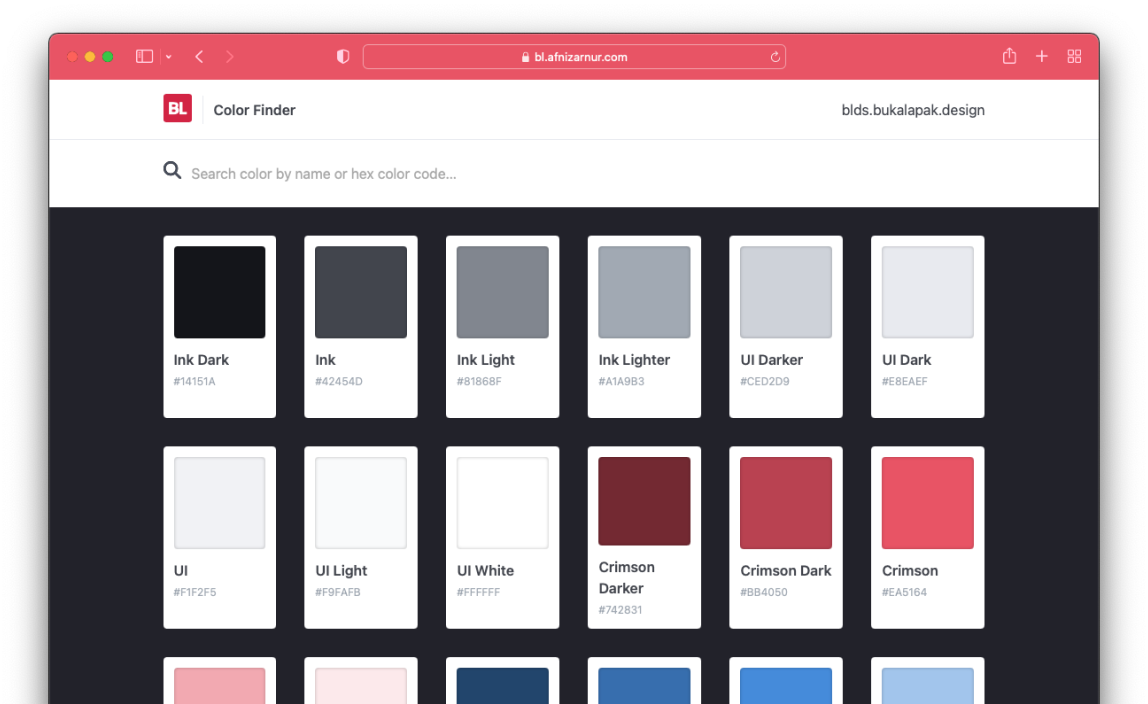 bl.afnizarnur.com
BL
Color Finder
blds.bukalapak.design
Search color by name or hex color code...
Ink Dark
#14151A
Ink
#42454D
Ink Light
#81868F
Ink Lighter
#A1A9B3
UI Darker
#CED2D9
UI Dark
#E8EAEF
UI
#F1F2F5
UI Light
#F9FAFB
UI White
#FFFFFF
Crimson
Darker
#742831
Crimson Dark
#BB4050
Crimson
#EA5164